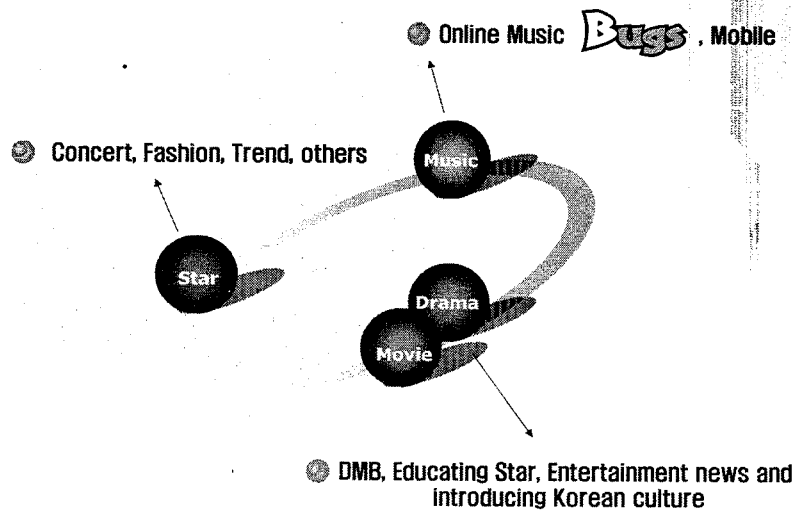 Online Music Bugs , Mobile
Concert, Fashion, Trend, others
Music
Star
Drama
Movie
DMB, Educating Star, Entertainment news and
introducing Korean culture